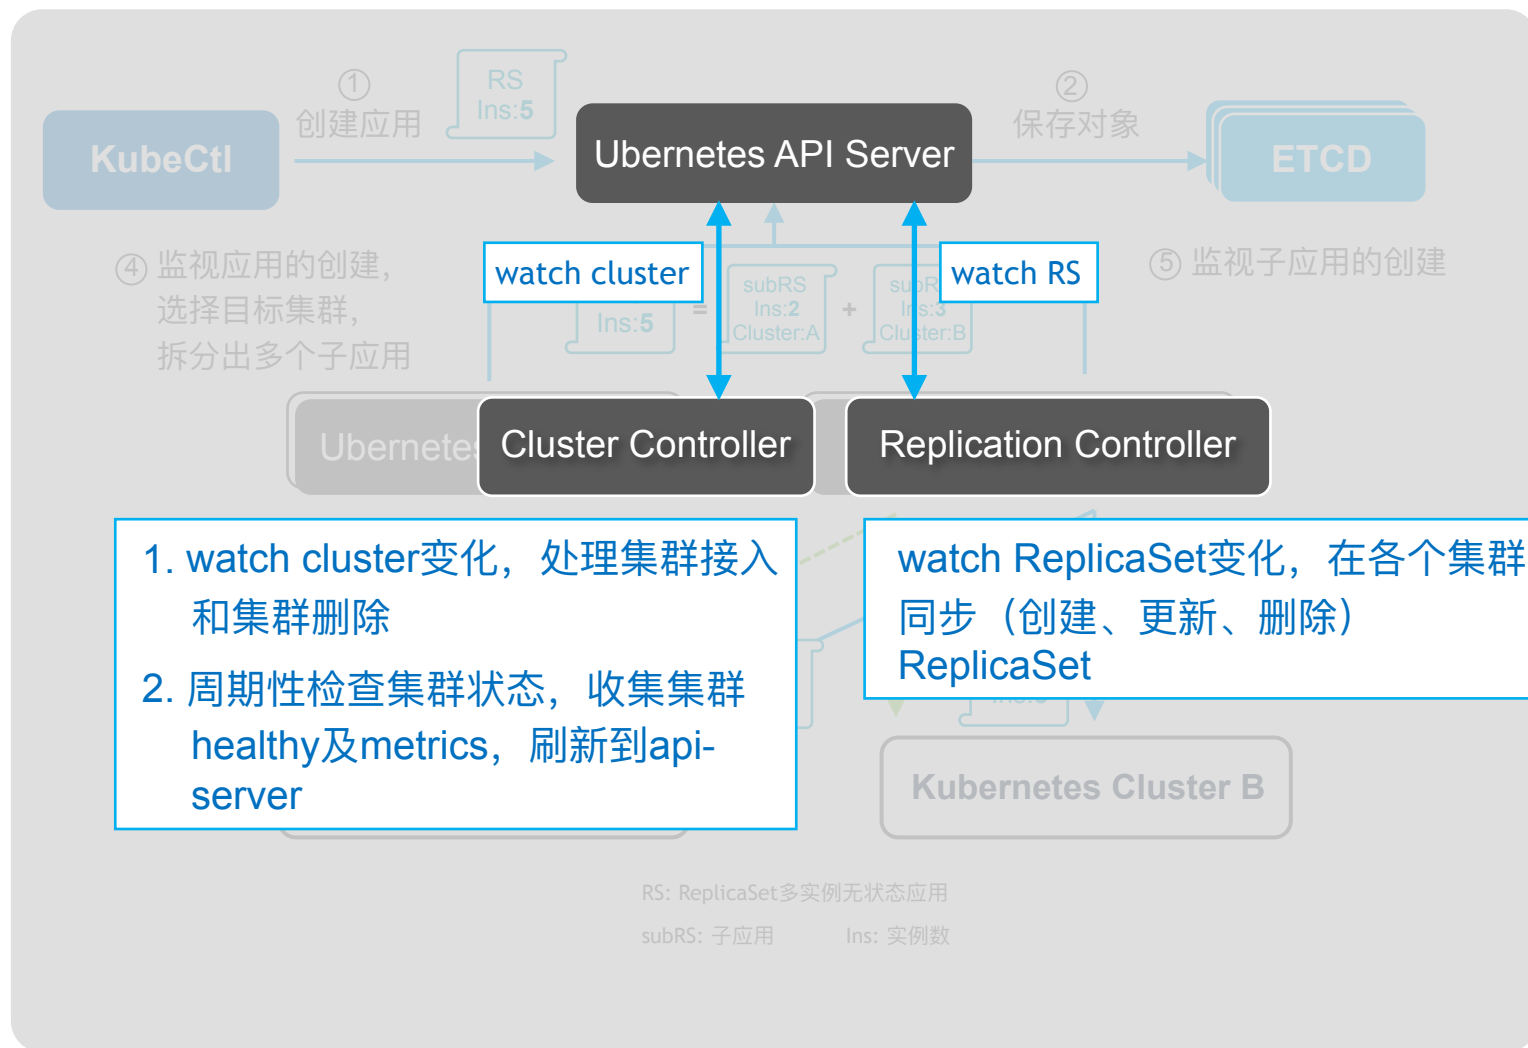 ①
创建应用
RS
Ins:5
②
保存对象
KubeCtl
Ubernetes API Server
ETCD
④ 监视应用的创建，
选择目标集群，
拆分出多个子应用
watch cluster
watch RS
⑤ 监视子应用的创建
Ins:5
=
subRS
Ins:2
Cluster:A
+
subR
Ins:3
Cluster:B
Ubernetes
Cluster Controller
Replication Controller
1. watch cluster变化，处理集群接入
和集群删除
2. 周期性检查集群状态，收集集群
healthy及metrics，刷新到api-
server
watch ReplicaSet变化，在各个集群
同步（创建、更新、删除）
ReplicaSet
Kubernetes Cluster B
RS: ReplicaSet多实例无状态应用
subRS: 子应用 Ins: 实例数